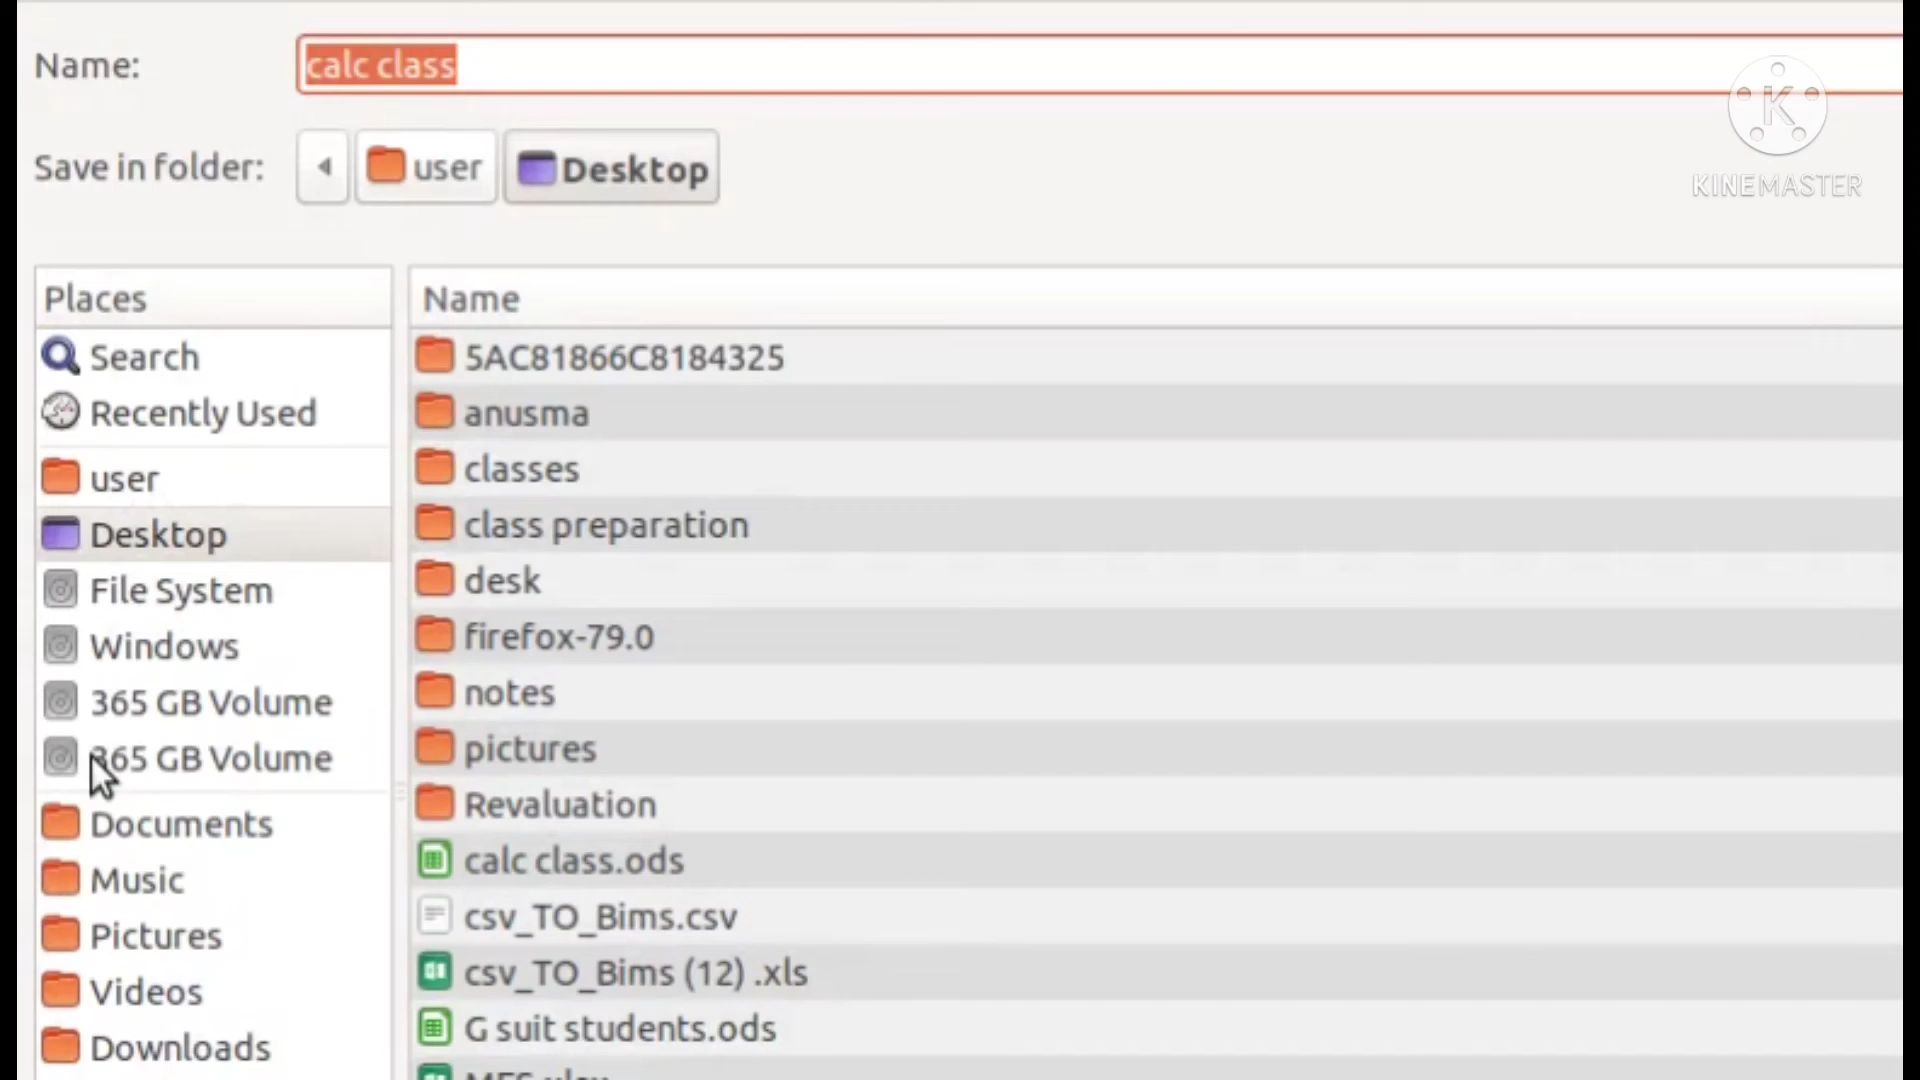 Name: calc class
Save in folder: user Desktop
KINEMASTER
Places
Search
Recently Used
user
Desktop
File System
Windows
365 GB Volume
365 GB Volume
Documents
Music
Pictures
Videos
Downloads
Name
5AC81866C8184325
anusma
classes
class preparation
desk
firefox-79.0
notes
pictures
Revaluation
calc class.ods
csv_TO_Bims.csv
csv_TO_Bims (12) .xls
G suit students.ods